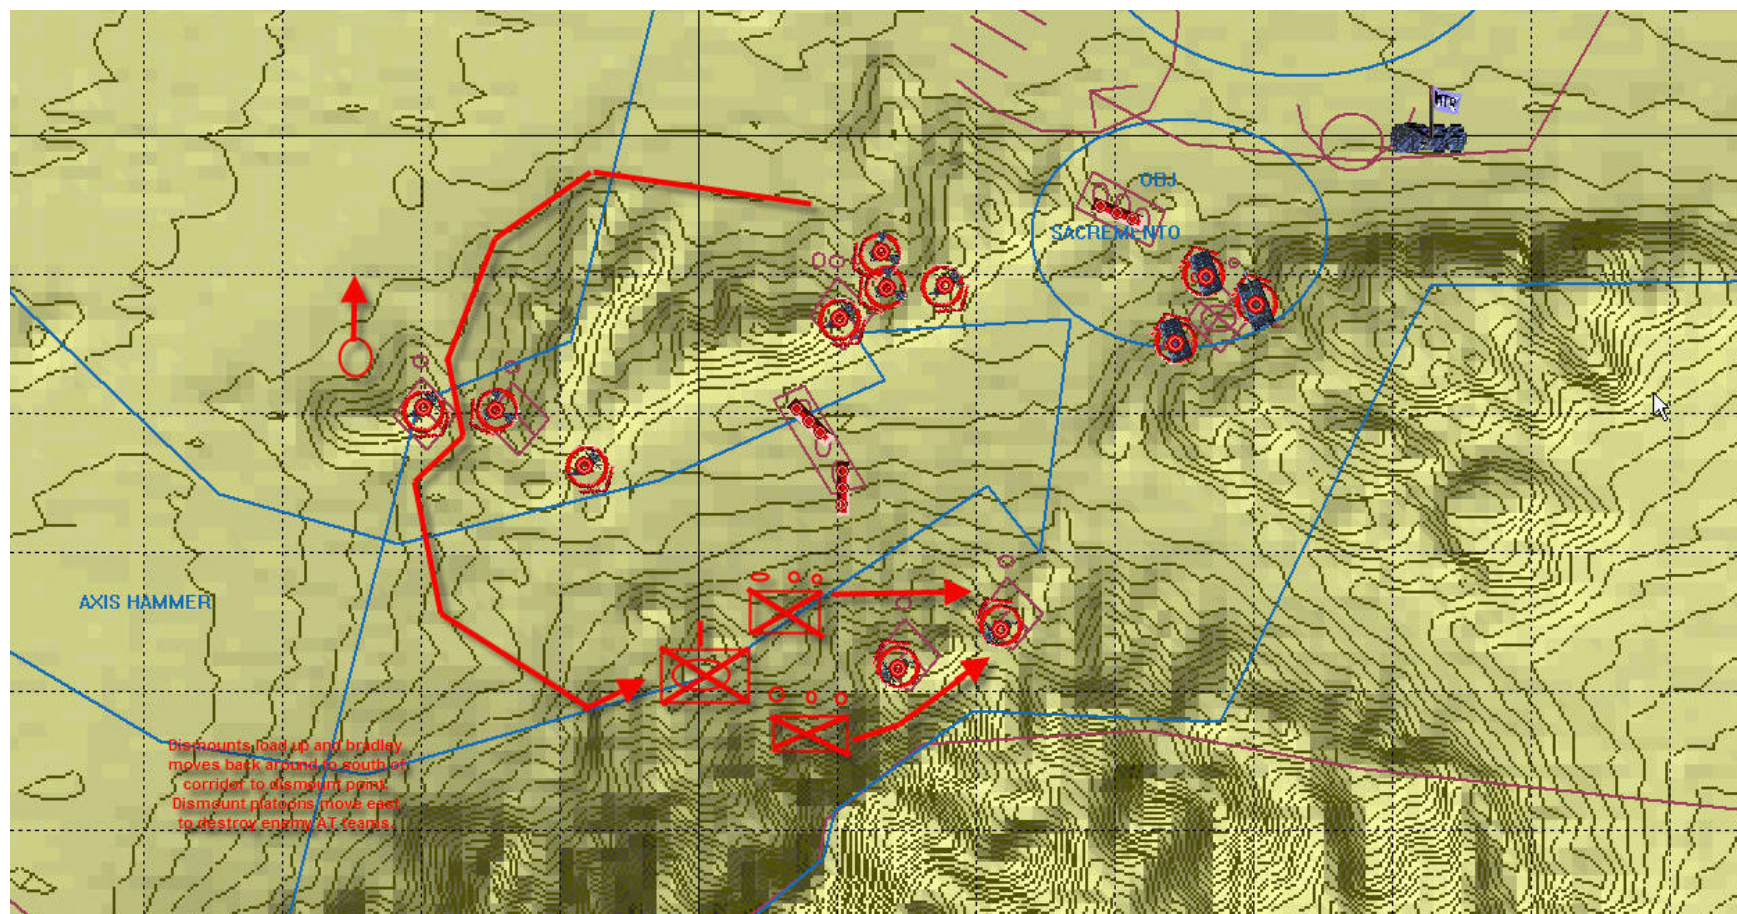 MTR
OBJ
SACREMENTO
AXIS HAMMER
Dismounts load up and bradley
moves back around to south of
corridor to dismount point.
Dismount platoons move east
to destroy enemy AT teams.